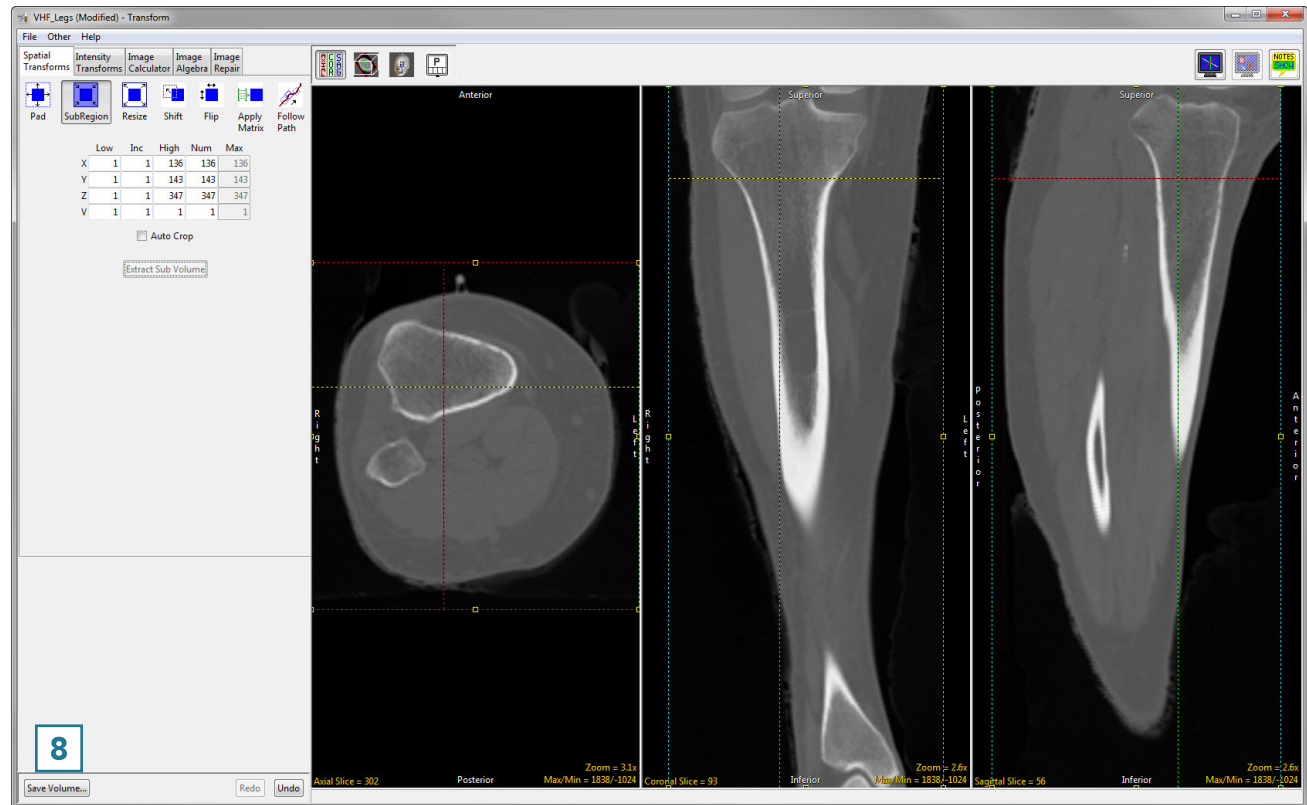 VHF_Legs (Modified) - Transform
File Other Help
Spatial Transforms
Intensity Transforms
Image Calculator
Image Algebra
Image Repair
Pad
SubRegion
Resize
Shift
Flip
Apply Matrix
Follow Path
Low Inc High Num Max
X 1 1 136 136 136
Y 1 1 143 143 143
Z 1 1 347 347 347
V 1 1 1 1 1
Auto Crop
Extract Sub Volume
8
Save Volume...
Redo
Undo
AXI COR SAG
P
NOTES
SHOW
Anterior
Right
Left
Axial Slice = 302
Posterior
Zoom = 3.1x
Max/Min = 1838/-1024
Superior
Right
Left
Coronal Slice = 93
Inferior
Zoom = 2.6x
Max/Min = 1838/-1024
Superior
Posterior
Anterior
Sagittal Slice = 56
Inferior
Zoom = 2.6x
Max/Min = 1838/-1024